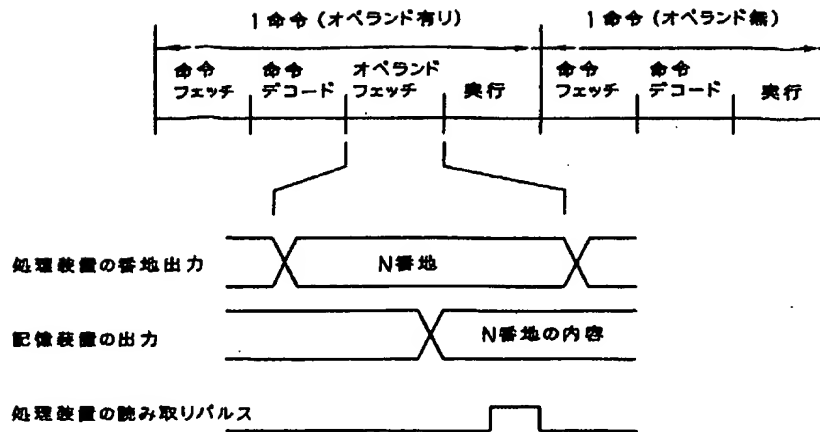 1命令(オペランド有り) 1命令(オペランド無)
命令 命令 オペランド 命令 命令
フェッチ デコード フェッチ 実行 フェッチ デコード 実行
処理装置の番地出力 N番地
記憶装置の出力 N番地の内容
処理装置の読み取りパルス